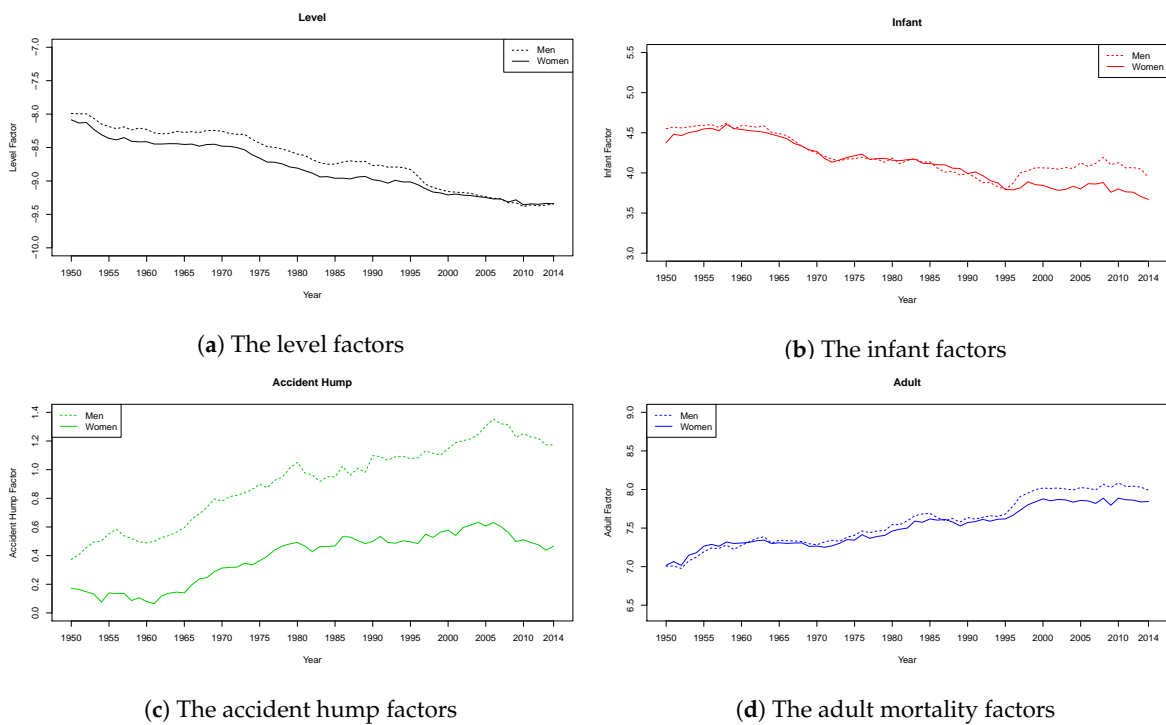 Level
Men
Women
Level Factor
-7.0
-7.5
-8.0
-8.5
-9.0
-9.5
-10.0
1950 1955 1960 1965 1970 1975 1980 1985 1990 1995 2000 2005 2010 2014
Year
(a) The level factors
Infant
Men
Women
Infant Factor
5.5
5.0
4.5
4.0
3.5
3.0
1950 1955 1960 1965 1970 1975 1980 1985 1990 1995 2000 2005 2010 2014
Year
(b) The infant factors
Accident Hump
Men
Women
Accident Hump Factor
1.4
1.2
1.0
0.8
0.6
0.4
0.2
0.0
1950 1955 1960 1965 1970 1975 1980 1985 1990 1995 2000 2005 2010 2014
Year
(c) The accident hump factors
Adult
Men
Women
Adult Factor
9.0
8.5
8.0
7.5
7.0
6.5
1950 1955 1960 1965 1970 1975 1980 1985 1990 1995 2000 2005 2010 2014
Year
(d) The adult mortality factors